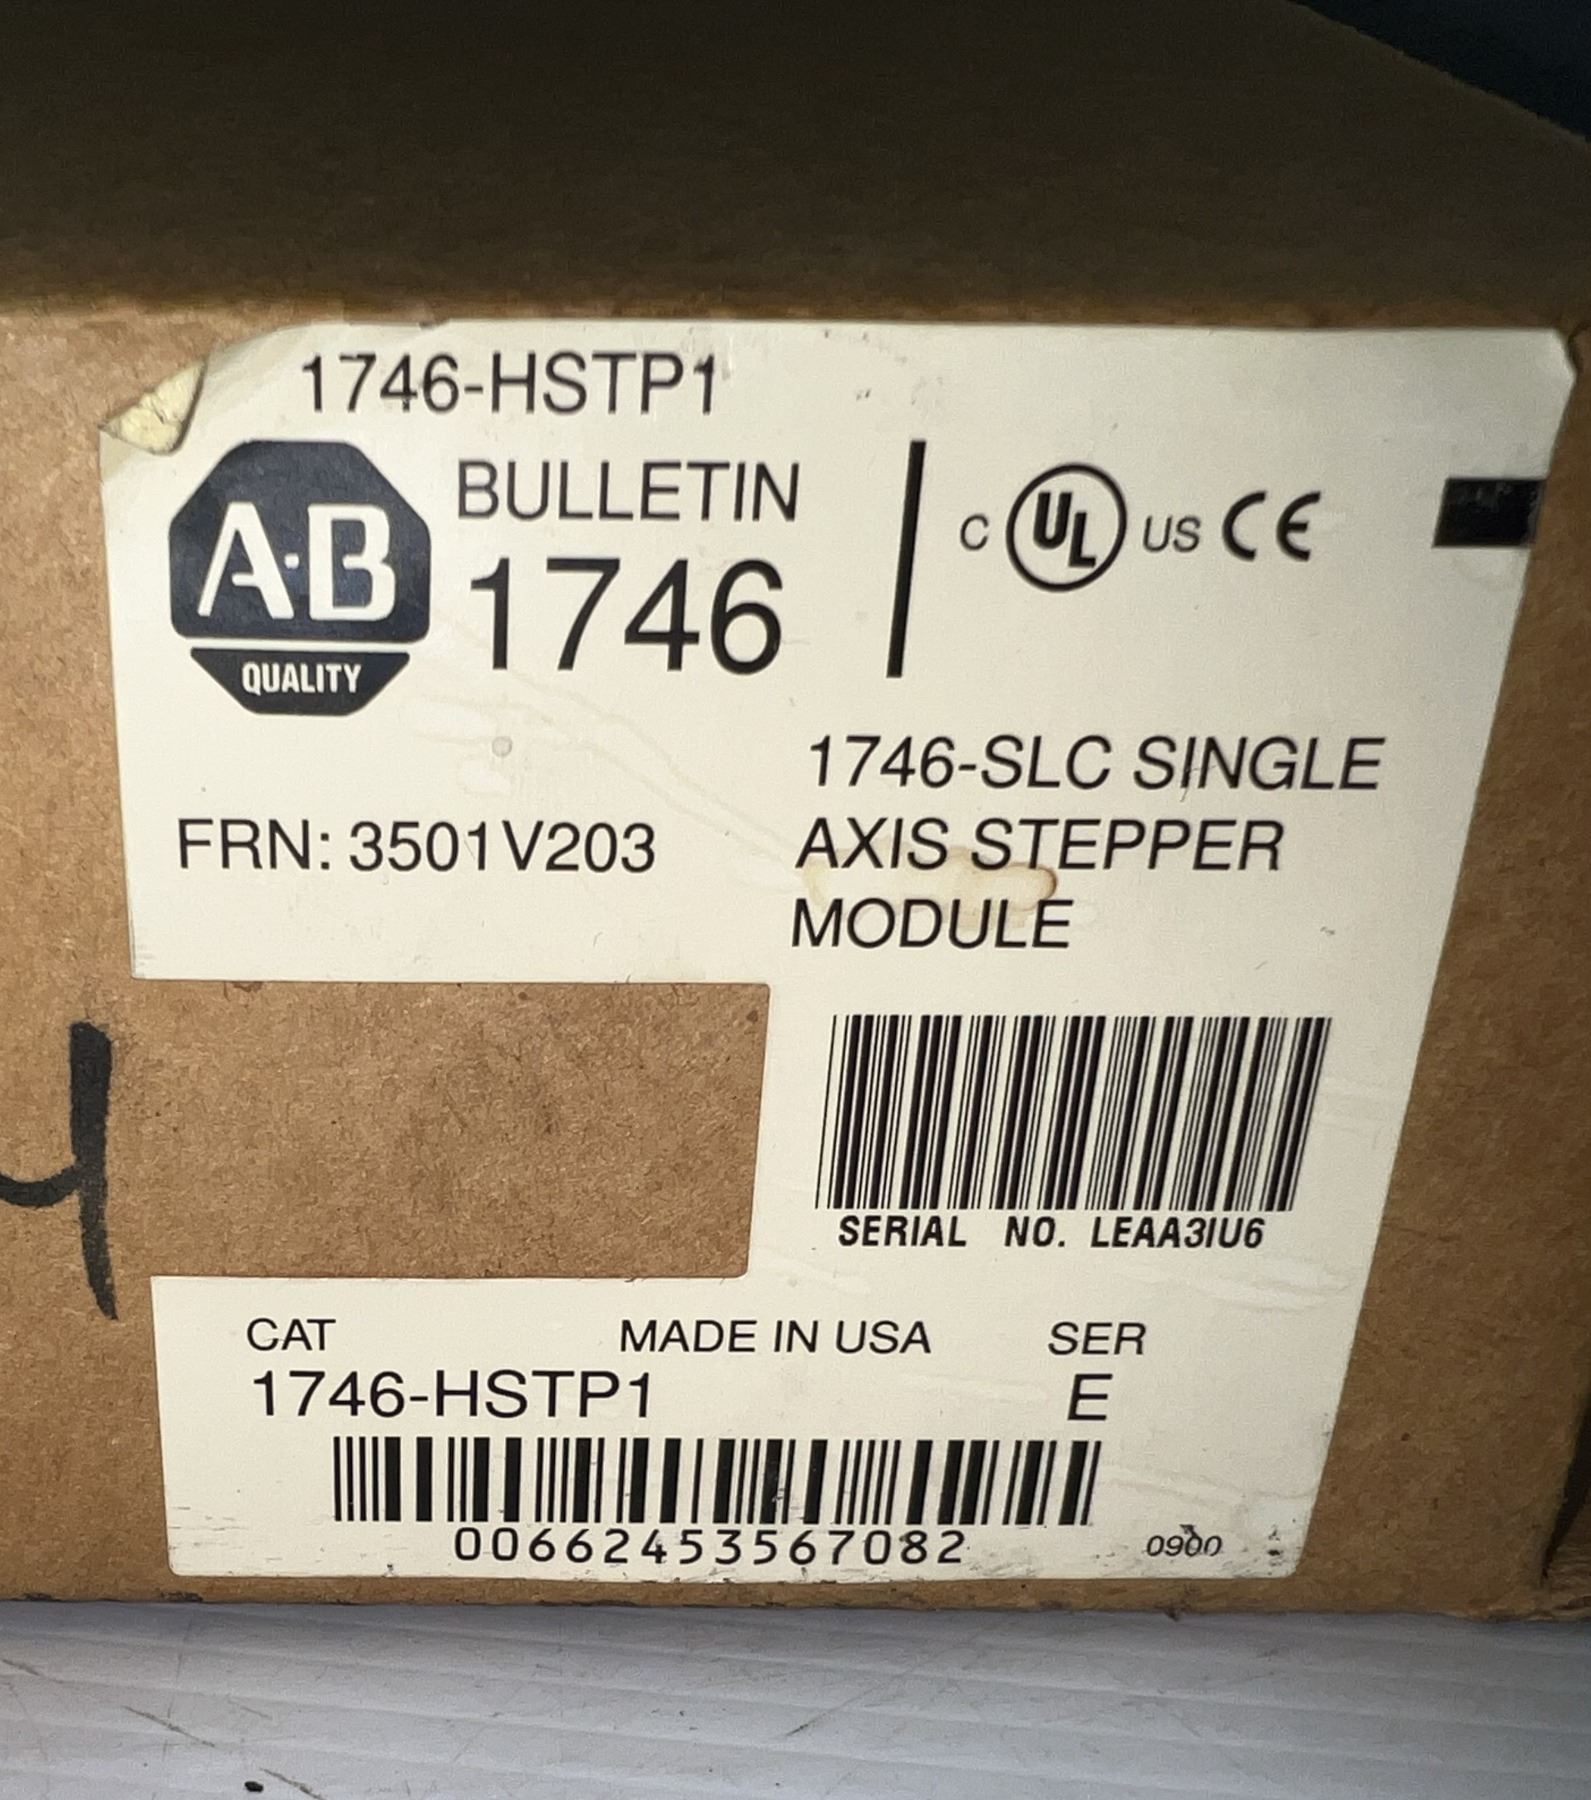 1746-HSTP1
A·B
QUALITY
BULLETIN
1746
C UL US CE
1746-SLC SINGLE
AXIS STEPPER
MODULE
FRN: 3501V203
SERIAL NO. LEAA3IU6
4
CAT MADE IN USA SER
1746-HSTP1 E
00662453567082
0900